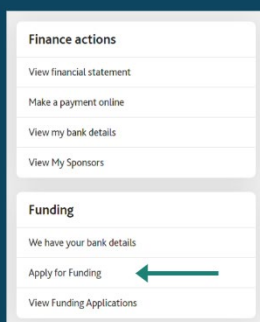 Finance actions
View financial statement
Make a payment online
View my bank details
View My Sponsors
Funding
We have your bank details
Apply for Funding
View Funding Applications